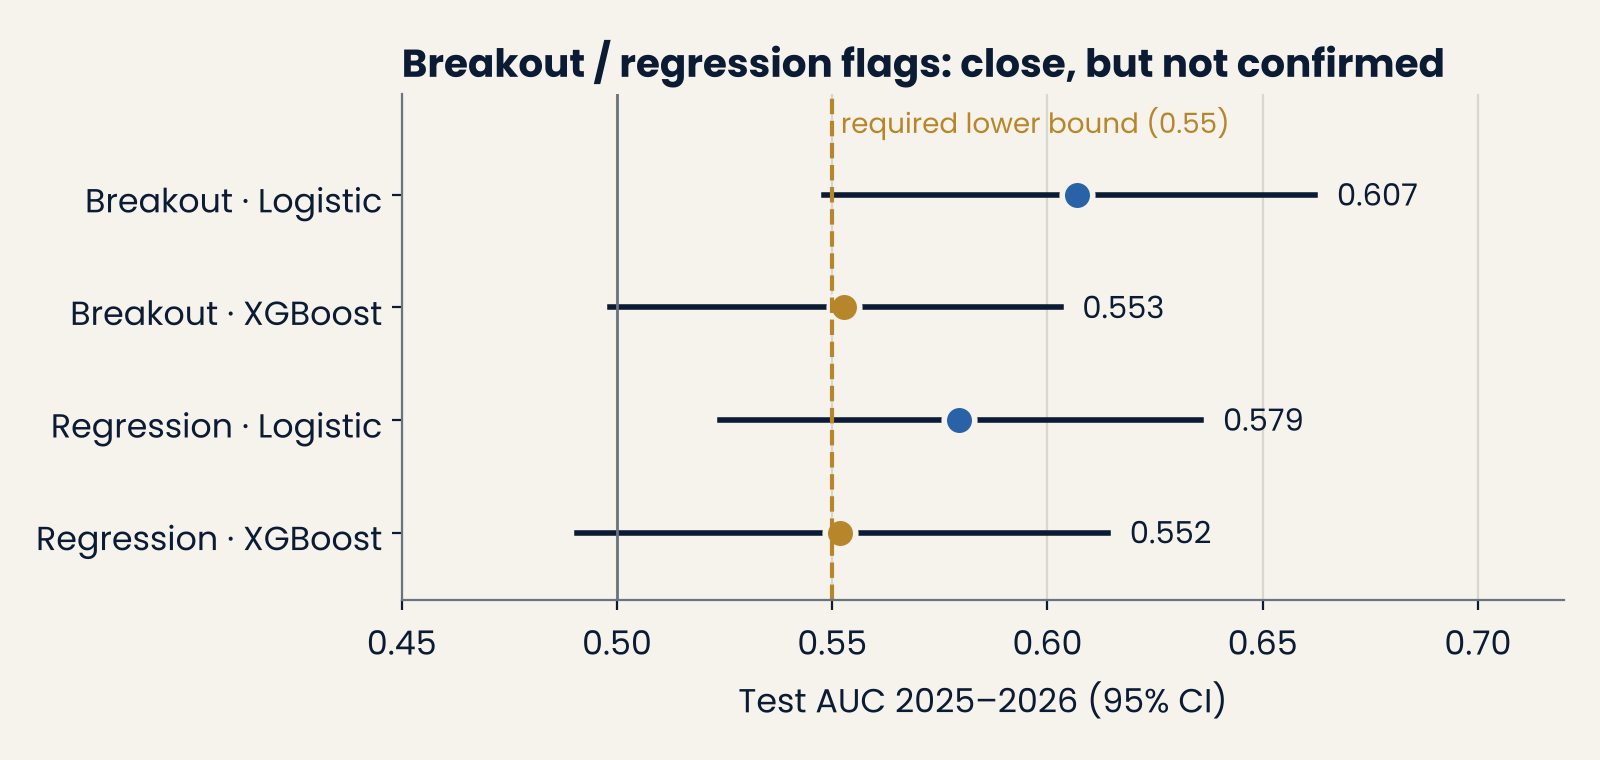 Breakout / regression flags: close, but not confirmed
required lower bound (0.55)
Breakout · Logistic
0.607
Breakout · XGBoost
0.553
Regression · Logistic
0.579
Regression · XGBoost
0.552
0.45 0.50 0.55 0.60 0.65 0.70
Test AUC 2025–2026 (95% CI)